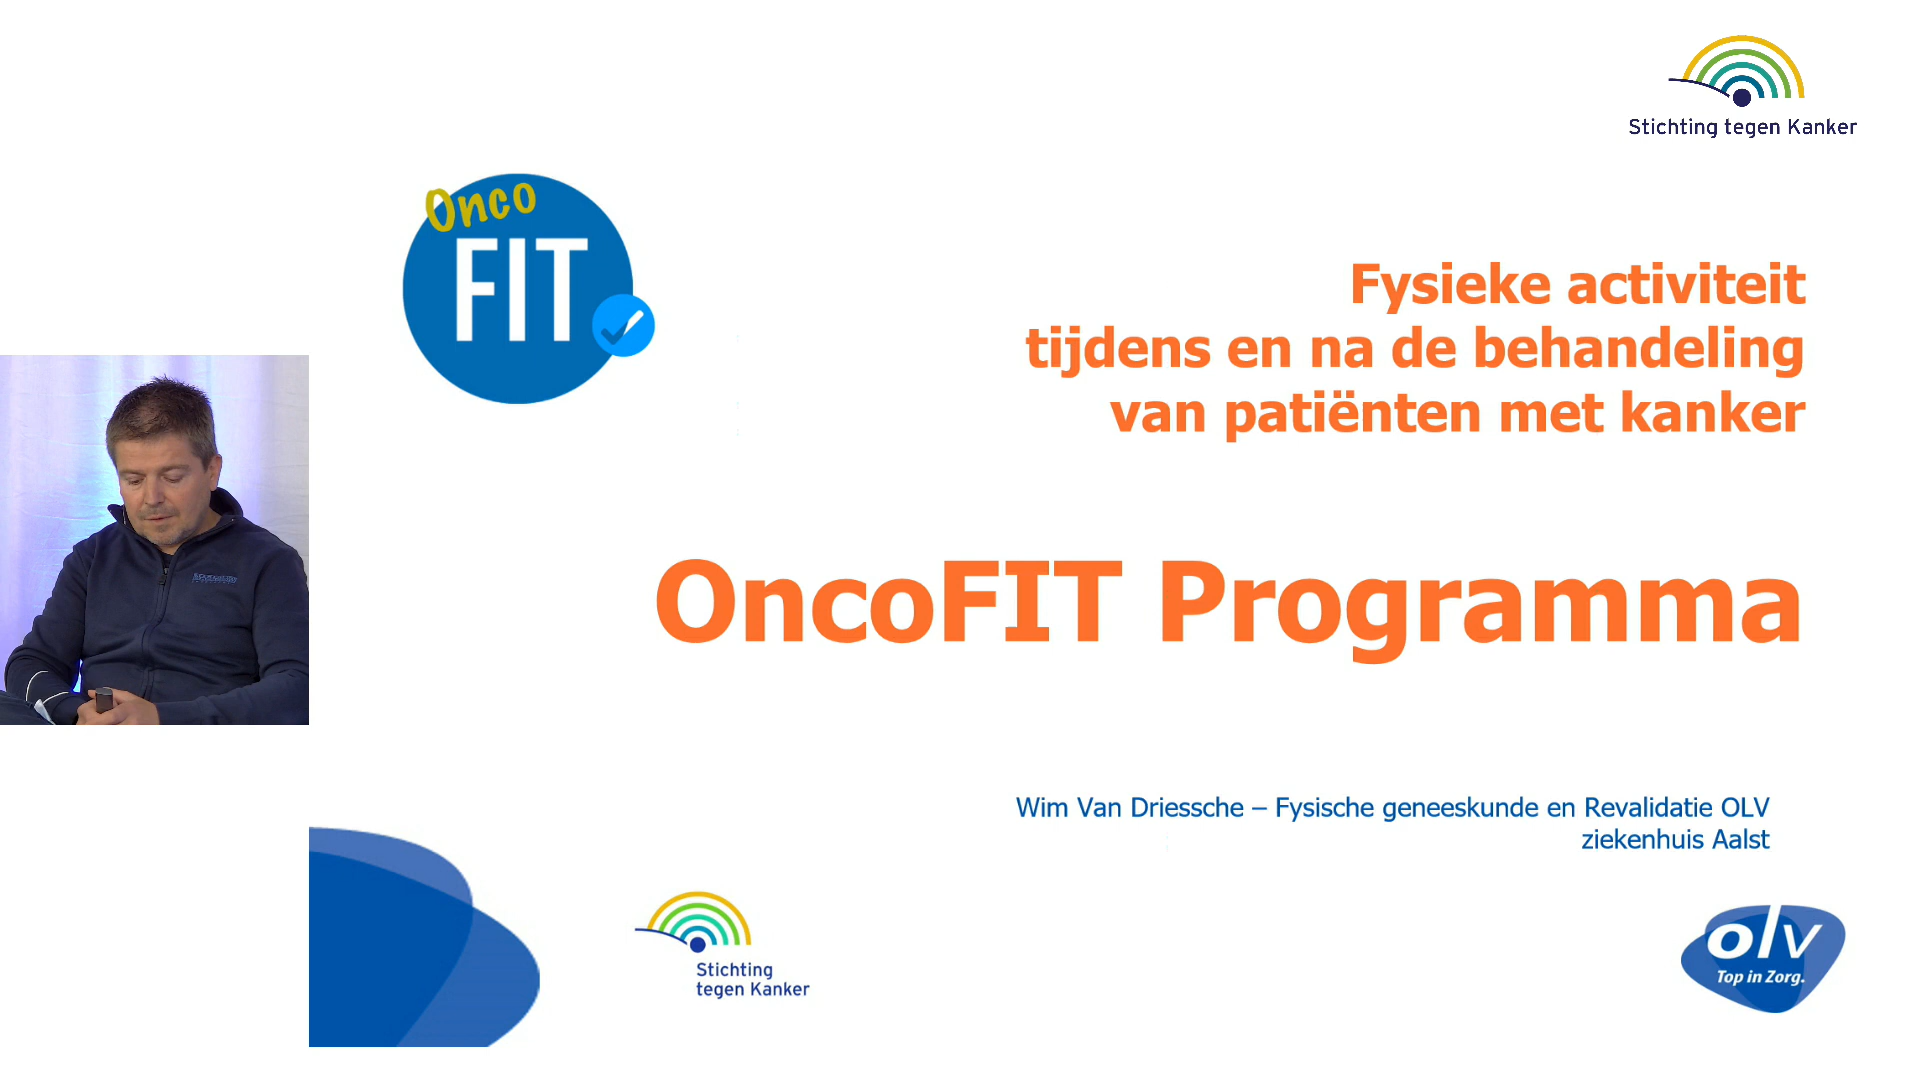 Stichting tegen Kanker
Onco
FIT
Fysieke activiteit
tijdens en na de behandeling
van patiënten met kanker
OncoFIT Programma
Wim Van Driessche – Fysische geneeskunde en Revalidatie OLV
ziekenhuis Aalst
Stichting
tegen Kanker
olv
Top in Zorg.